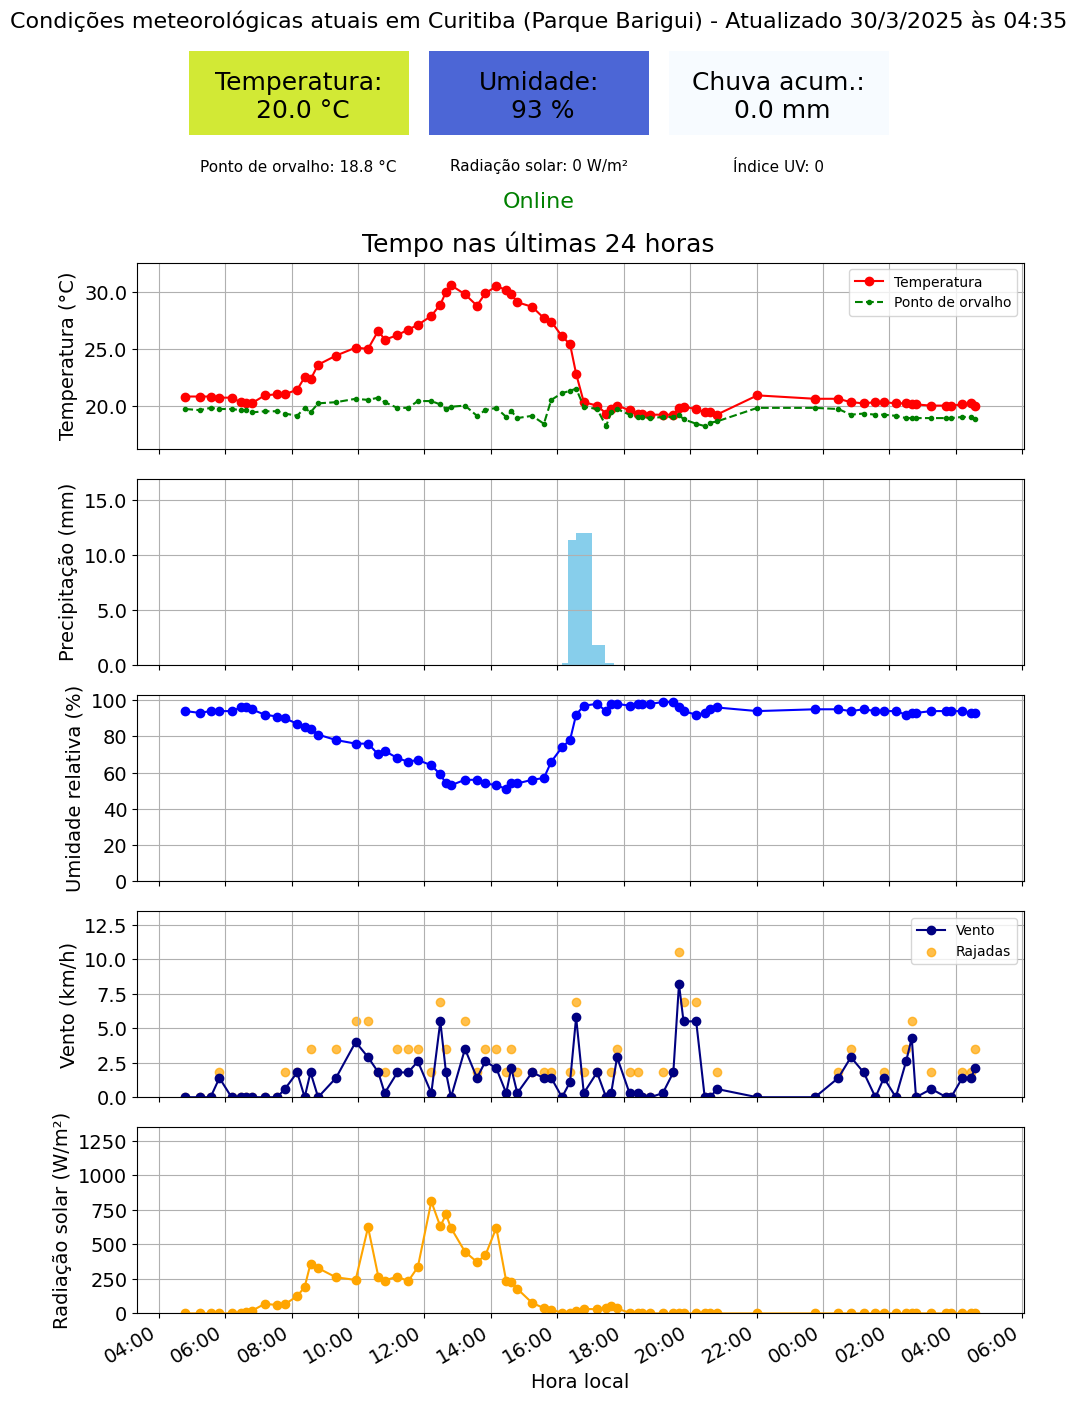 Condições meteorológicas atuais em Curitiba (Parque Barigui) - Atualizado 30/3/2025 às 04:35
Temperatura:
20.0 °C
Umidade:
93 %
Chuva acum.:
0.0 mm
Ponto de orvalho: 18.8 °C
Radiação solar: 0 W/m²
Índice UV: 0
Online
Tempo nas últimas 24 horas
Temperatura (°C)
30.0
25.0
20.0
Temperatura
Ponto de orvalho
Precipitação (mm)
15.0
10.0
5.0
0.0
Umidade relativa (%)
100
80
60
40
20
0
Vento (km/h)
12.5
10.0
7.5
5.0
2.5
0.0
Vento
Rajadas
Radiação solar (W/m²)
1250
1000
750
500
250
0
04:00
06:00
08:00
10:00
12:00
14:00
16:00
18:00
20:00
22:00
00:00
02:00
04:00
06:00
Hora local